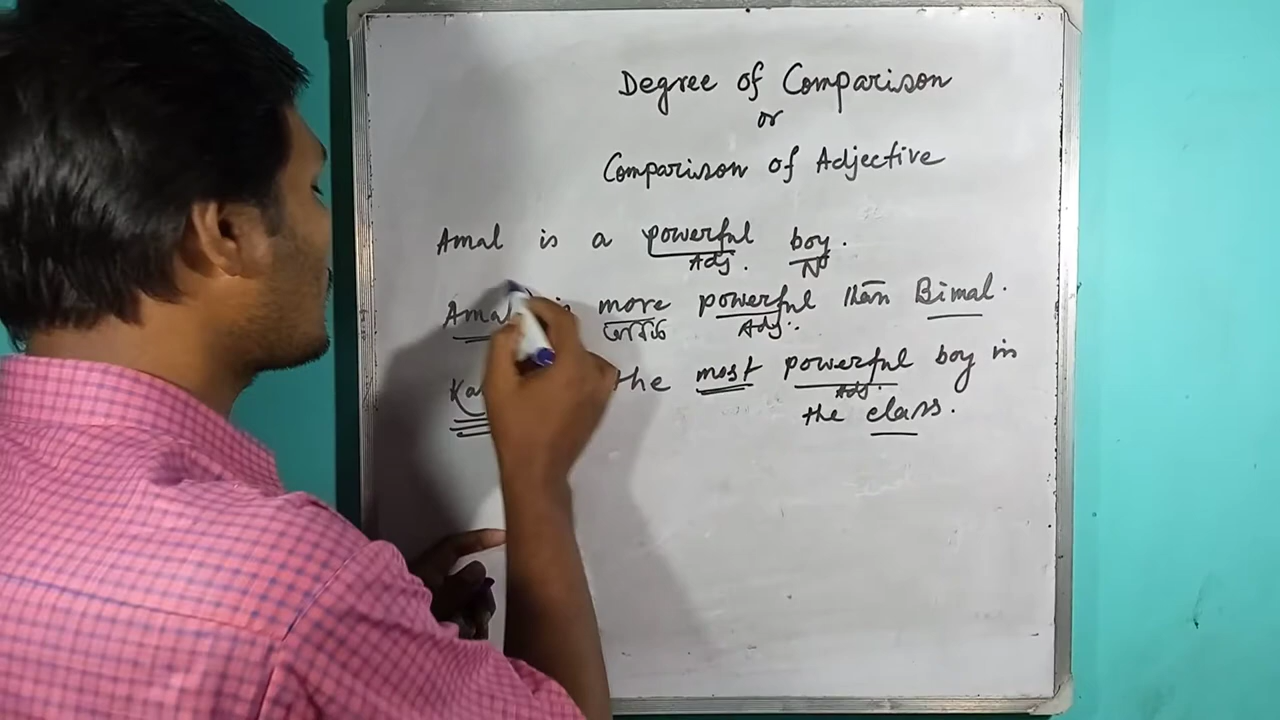 Degree of Comparison
or
Comparison of Adjective
Amal is a powerful boy.
Adj. N
Amal is more powerful than Bimal.
Adj.
the most powerful boy in
Adj.
the class.